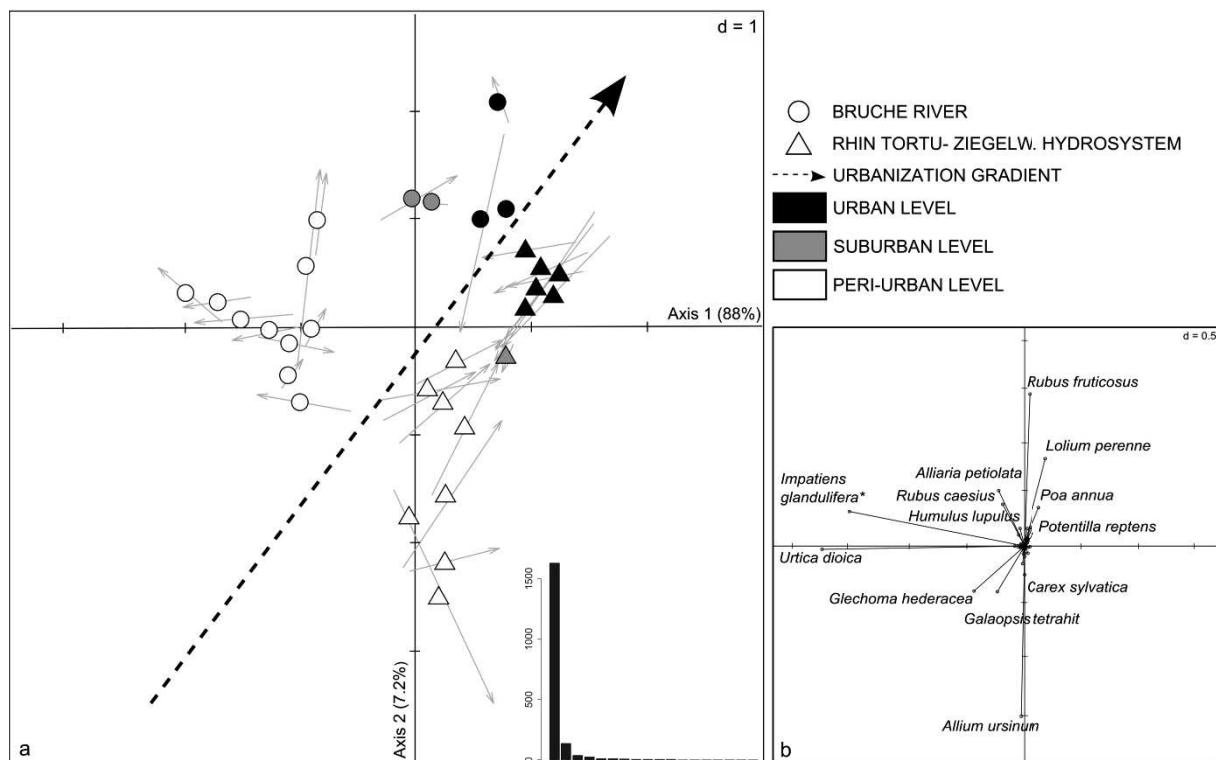 d = 1
BRUCHE RIVER
RHIN TORTU- ZIEGELW. HYDROSYSTEM
URBANIZATION GRADIENT
URBAN LEVEL
SUBURBAN LEVEL
PERI-URBAN LEVEL
Axis 1 (88%)
Axis 2 (7.2%)
1500
1000
500
0
a
d = 0.5
Rubus fruticosus
Lolium perenne
Alliaria petiolata
Impatiens
glandulifera*
Rubus caesius
Poa annua
Humulus lupulus
Potentilla reptens
Urtica dioica
Carex sylvatica
Glechoma hederacea
Galaopsis tetrahit
Allium ursinum
b